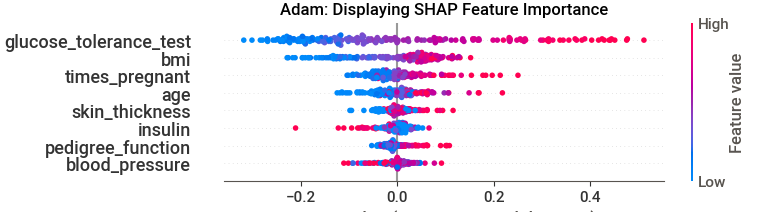 Adam: Displaying SHAP Feature Importance
High
glucose_tolerance_test
bmi
times_pregnant
age
skin_thickness
insulin
pedigree_function
blood_pressure
Feature value
Low
−0.2 0.0 0.2 0.4